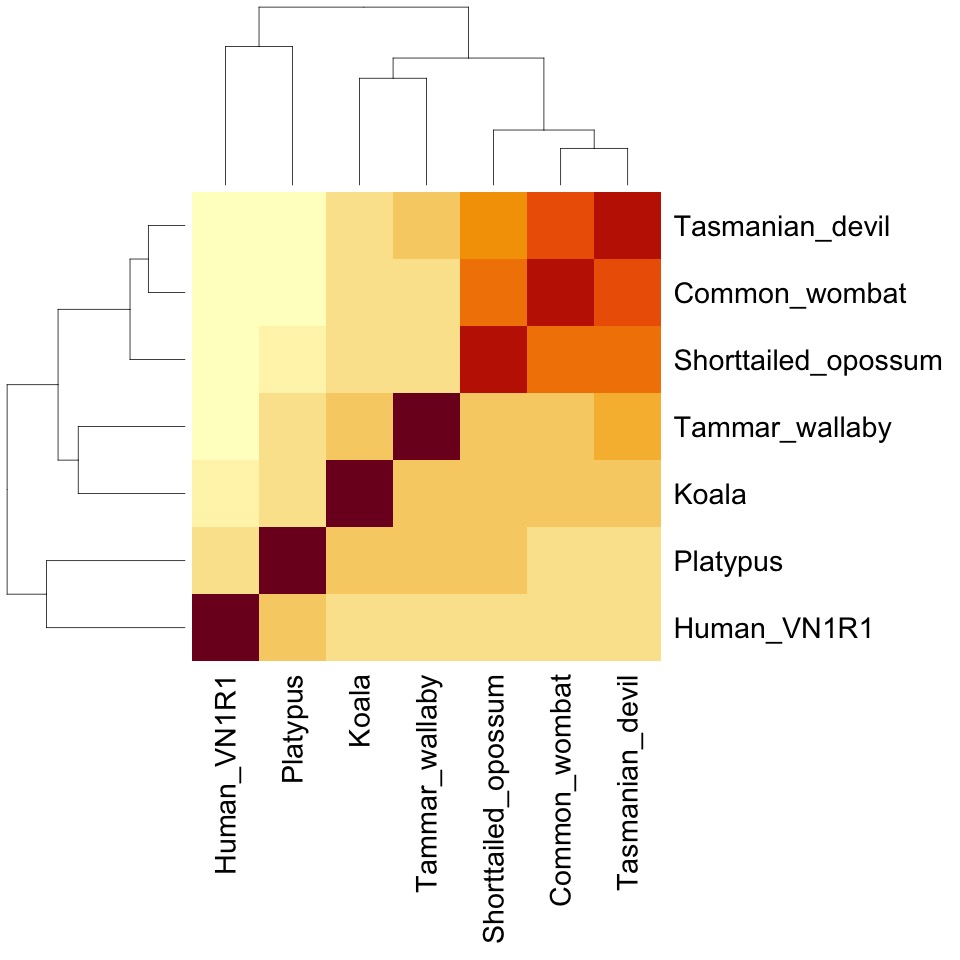 Tasmanian_devil
Common_wombat
Shorttailed_opossum
Tammar_wallaby
Koala
Platypus
Human_VN1R1
Human_VN1R1
Platypus
Koala
Tammar_wallaby
Shorttailed_opossum
Common_wombat
Tasmanian_devil